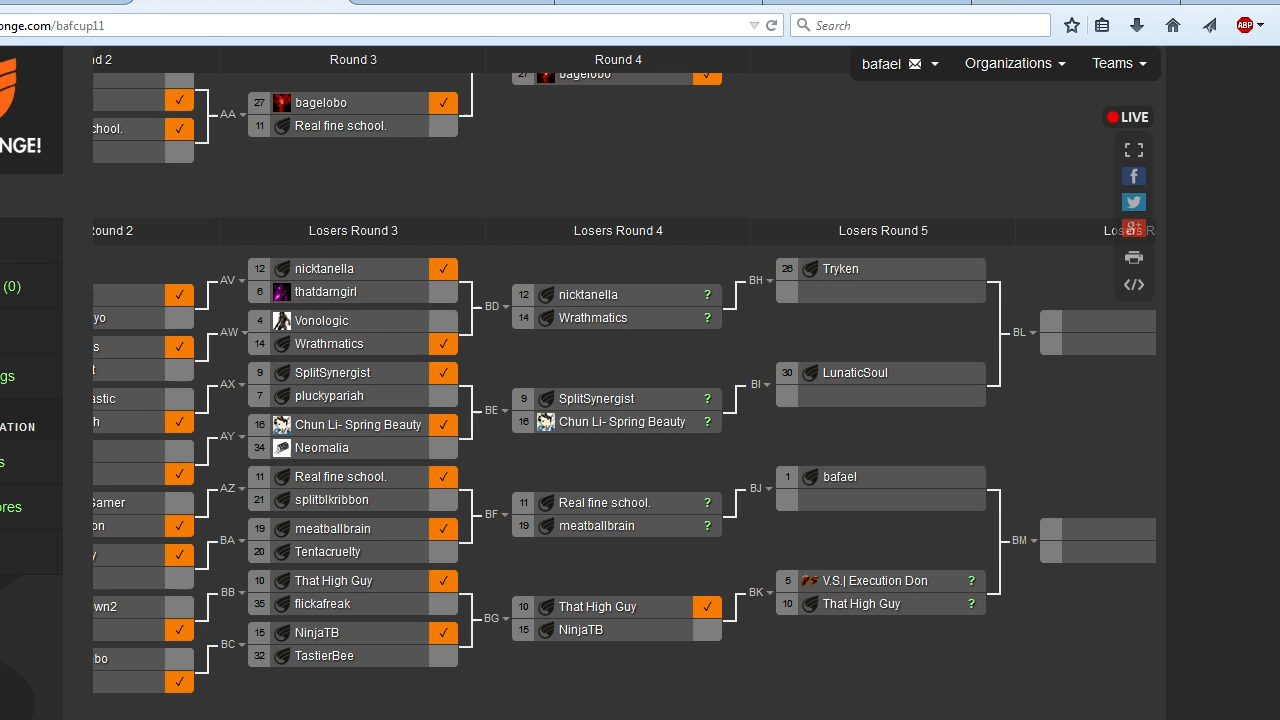 onge.com/bafcup11
Search
ABP
nd 2
Round 3
Round 4
bafael
Organizations
Teams
27 bagelobo ✓
✓
27 bagelobo ✓
AA
chool. ✓
11 Real fine school.
LIVE
ONGE!
f
g+
</>
Round 2
Losers Round 3
Losers Round 4
Losers Round 5
Losers R
(0)
gs
ATION
s
ores
✓
yo
s ✓
t
astic
h ✓
✓
Gamer
on ✓
y ✓
wn2
✓
bo
✓
AV
12 nicktanella ✓
6 thatdarngirl
AW
4 Vonologic
14 Wrathmatics ✓
AX
9 SplitSynergist ✓
7 pluckypariah
AY
16 Chun Li- Spring Beauty ✓
34 Neomalia
AZ
11 Real fine school. ✓
21 splitblkribbon
BA
19 meatballbrain ✓
20 Tentacruelty
BB
10 That High Guy ✓
35 flickafreak
BC
15 NinjaTB ✓
32 TastierBee
BD
12 nicktanella ?
14 Wrathmatics ?
BE
9 SplitSynergist ?
16 Chun Li- Spring Beauty ?
BF
11 Real fine school. ?
19 meatballbrain ?
BG
10 That High Guy ✓
15 NinjaTB
BH
26 Tryken
BI
30 LunaticSoul
BJ
1 bafael
BK
5 V.S.| Execution Don ?
10 That High Guy ?
BL
BM